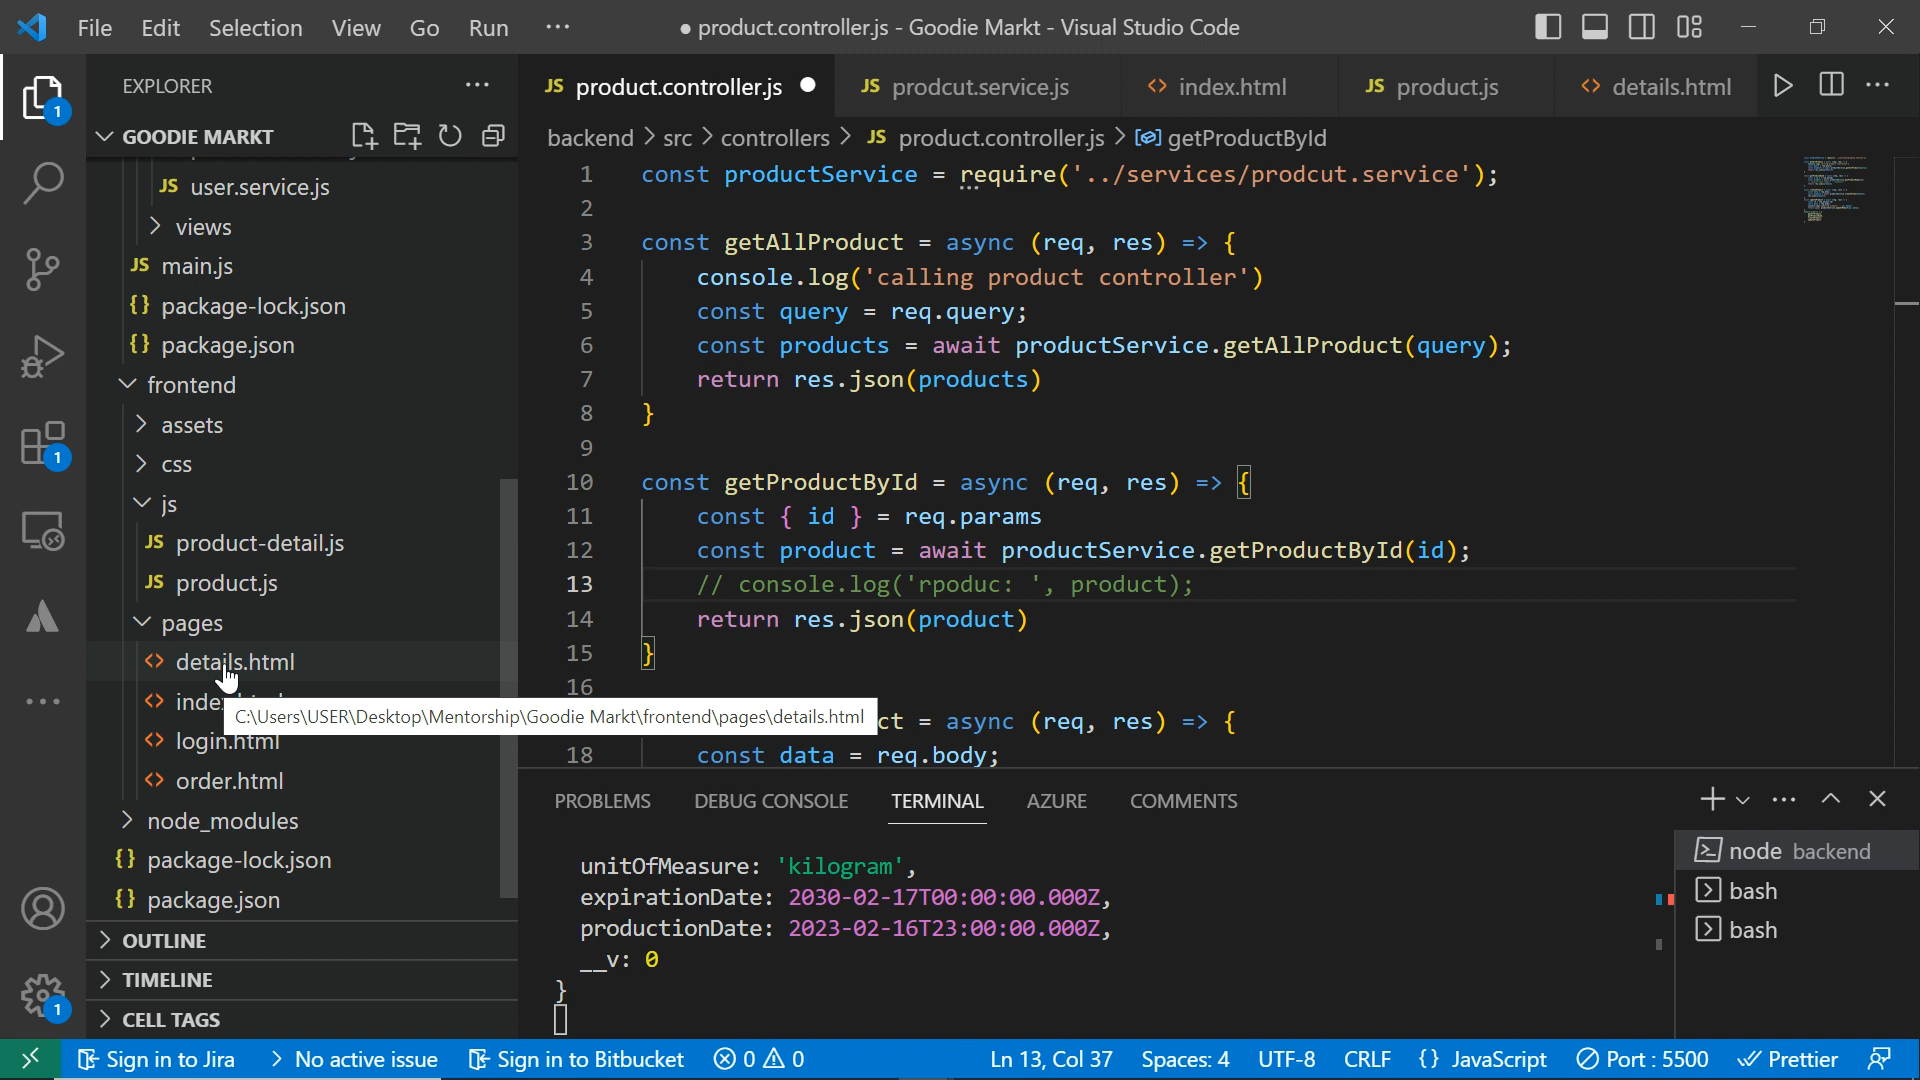 File Edit Selection View Go Run ··· ● product.controller.js - Goodie Markt - Visual Studio Code
EXPLORER ···
GOODIE MARKT
JS user.service.js
views
JS main.js
{} package-lock.json
{} package.json
frontend
assets
css
js
JS product-detail.js
JS product.js
pages
<> details.html
<> inde
<> login.html
<> order.html
node_modules
{} package-lock.json
{} package.json
OUTLINE
TIMELINE
CELL TAGS
C:\Users\USER\Desktop\Mentorship\Goodie Markt\frontend\pages\details.html
JS product.controller.js ● JS prodcut.service.js <> index.html JS product.js <> details.html
backend > src > controllers > JS product.controller.js > getProductById
1 const productService = require('../services/prodcut.service');
2
3 const getAllProduct = async (req, res) => {
4 console.log('calling product controller')
5 const query = req.query;
6 const products = await productService.getAllProduct(query);
7 return res.json(products)
8 }
9
10 const getProductById = async (req, res) => {
11 const { id } = req.params
12 const product = await productService.getProductById(id);
13 // console.log('rpoduc: ', product);
14 return res.json(product)
15 }
16
ct = async (req, res) => {
18 const data = req.body;
PROBLEMS DEBUG CONSOLE TERMINAL AZURE COMMENTS
unitOfMeasure: 'kilogram',
expirationDate: 2030-02-17T00:00:00.000Z,
productionDate: 2023-02-16T23:00:00.000Z,
__v: 0
}
node backend
bash
bash
1
1
1
Sign in to Jira > No active issue Sign in to Bitbucket 0 0 Ln 13, Col 37 Spaces: 4 UTF-8 CRLF {} JavaScript Port : 5500 Prettier